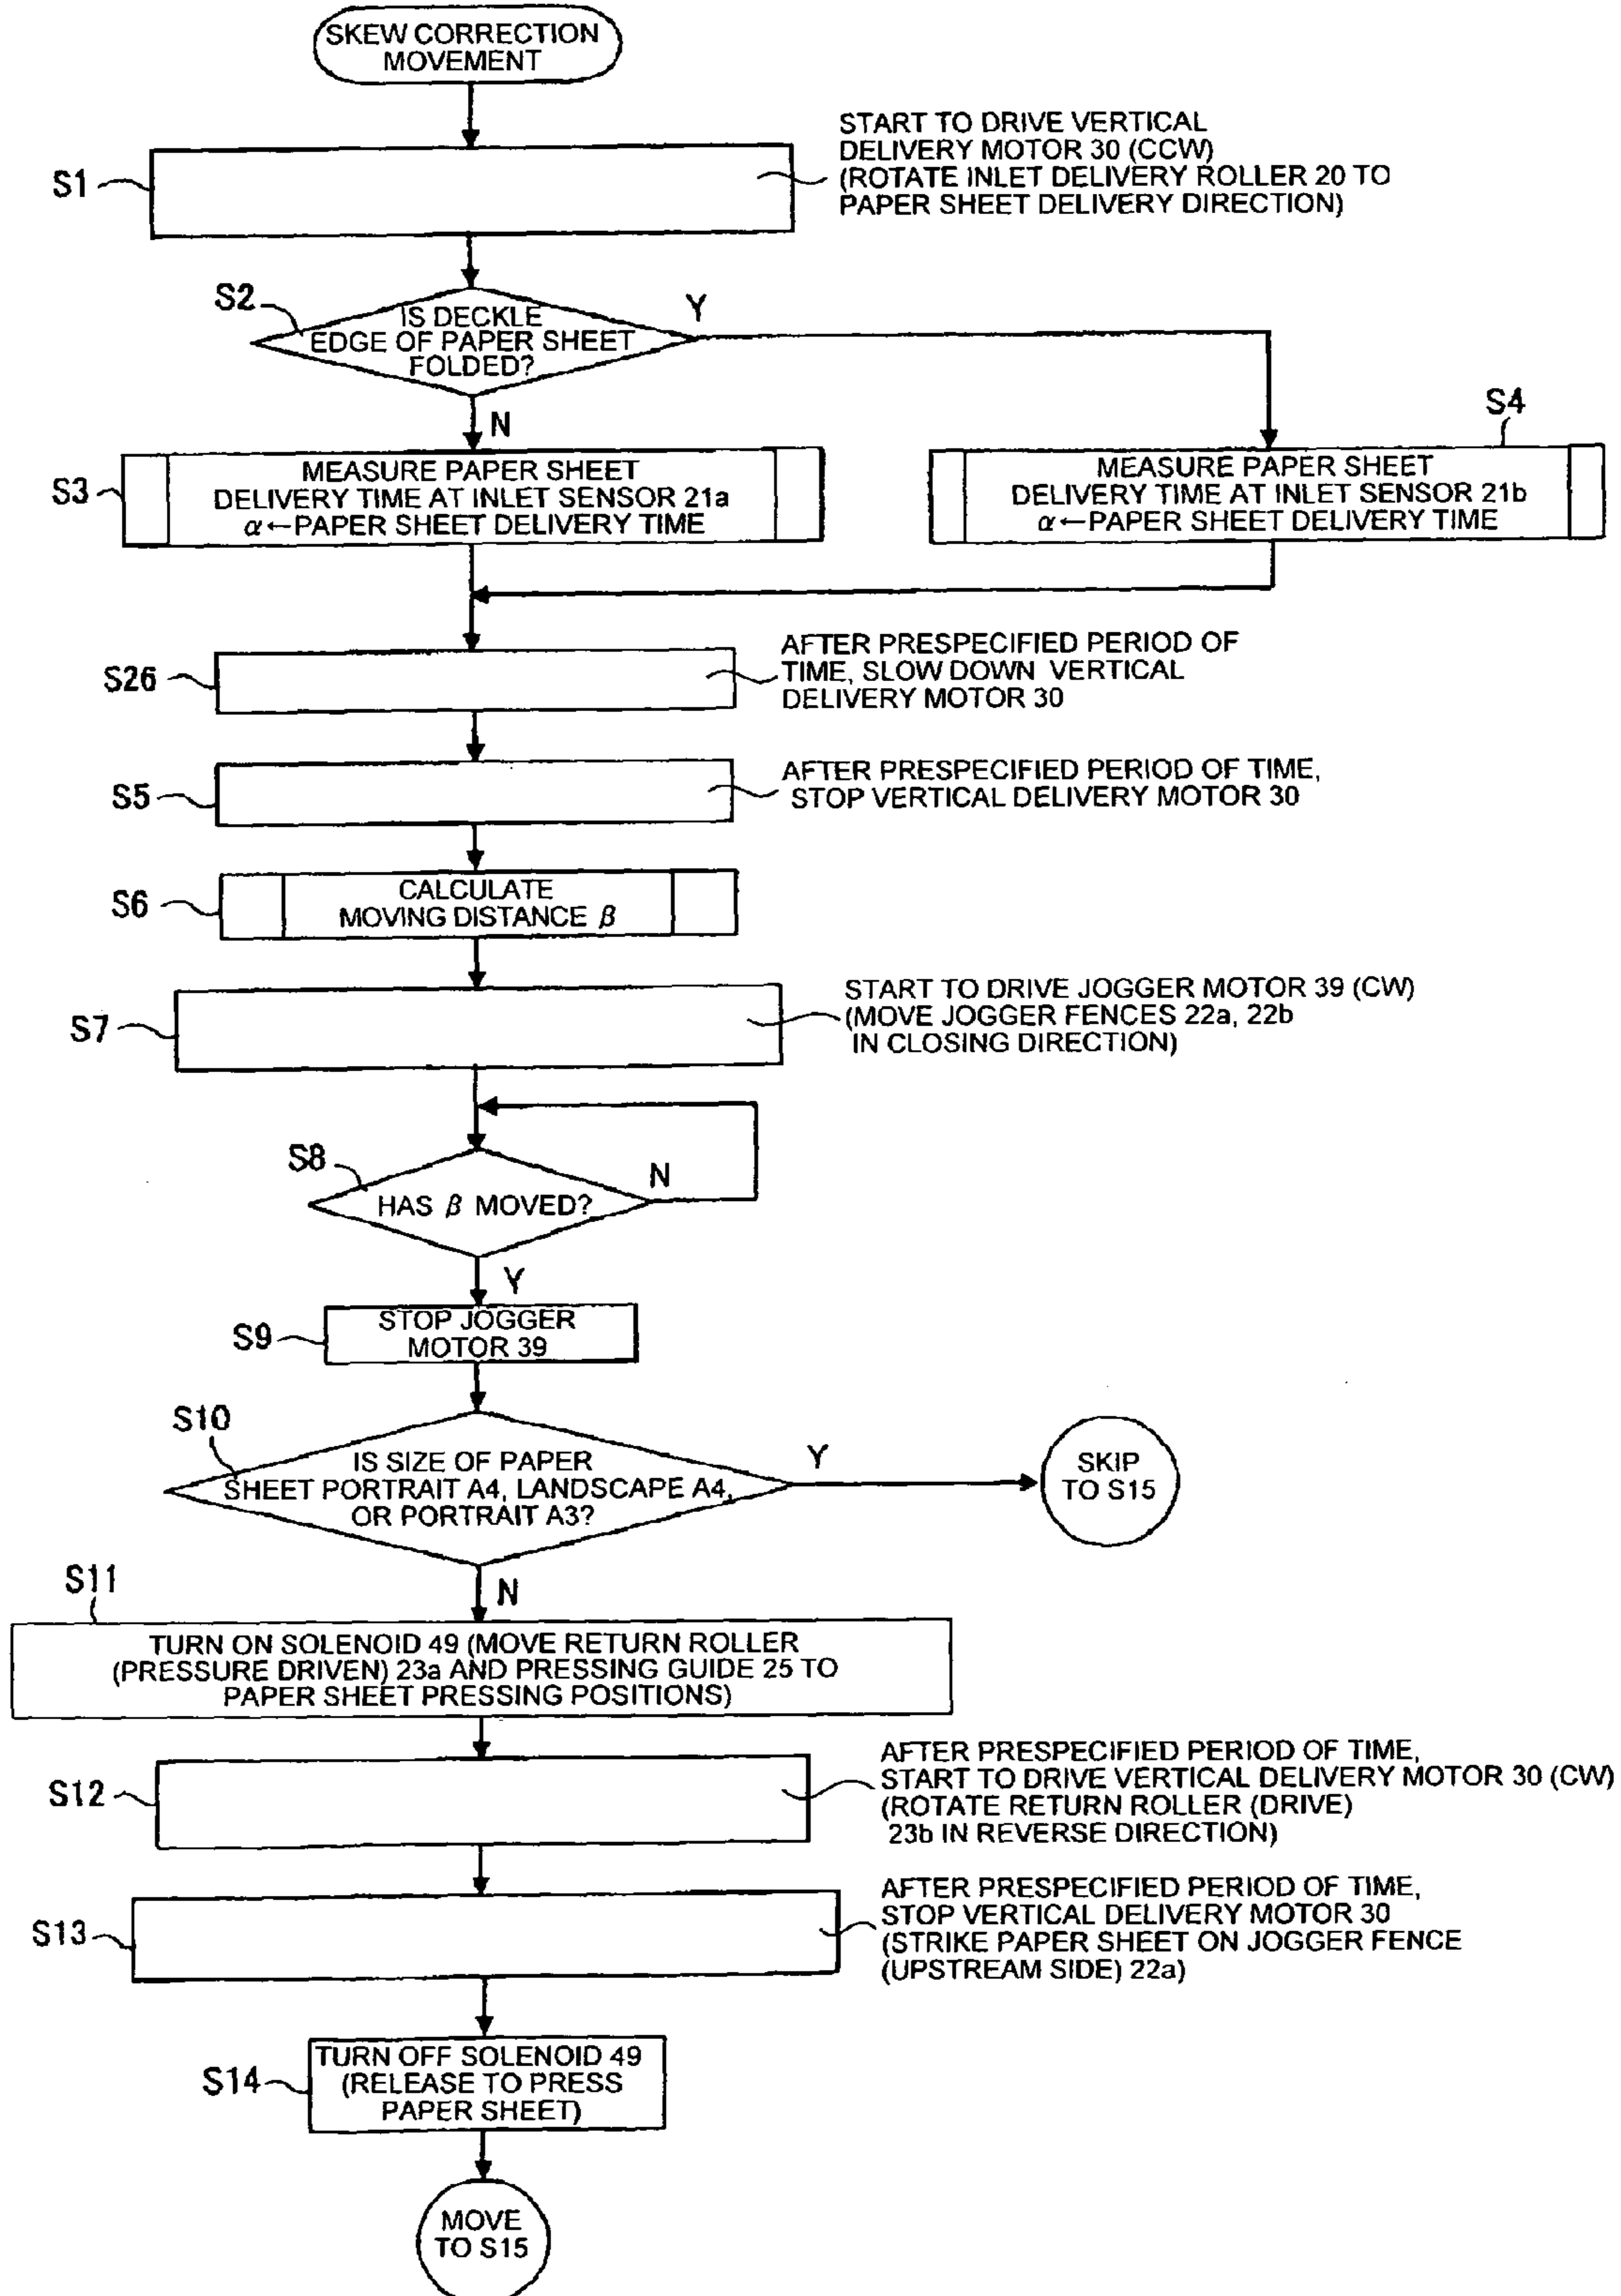 SKEW CORRECTION
MOVEMENT
S1
START TO DRIVE VERTICAL
DELIVERY MOTOR 30 (CCW)
(ROTATE INLET DELIVERY ROLLER 20 TO
PAPER SHEET DELIVERY DIRECTION)
S2
IS DECKLE
EDGE OF PAPER SHEET
FOLDED?
Y
N
S3
MEASURE PAPER SHEET
DELIVERY TIME AT INLET SENSOR 21a
α←PAPER SHEET DELIVERY TIME
S4
MEASURE PAPER SHEET
DELIVERY TIME AT INLET SENSOR 21b
α←PAPER SHEET DELIVERY TIME
S26
AFTER PRESPECIFIED PERIOD OF
TIME, SLOW DOWN VERTICAL
DELIVERY MOTOR 30
S5
AFTER PRESPECIFIED PERIOD OF TIME,
STOP VERTICAL DELIVERY MOTOR 30
S6
CALCULATE
MOVING DISTANCE β
S7
START TO DRIVE JOGGER MOTOR 39 (CW)
(MOVE JOGGER FENCES 22a, 22b
IN CLOSING DIRECTION)
S8
HAS β MOVED?
N
Y
S9
STOP JOGGER
MOTOR 39
S10
IS SIZE OF PAPER
SHEET PORTRAIT A4, LANDSCAPE A4,
OR PORTRAIT A3?
Y
SKIP
TO S15
N
S11
TURN ON SOLENOID 49 (MOVE RETURN ROLLER
(PRESSURE DRIVEN) 23a AND PRESSING GUIDE 25 TO
PAPER SHEET PRESSING POSITIONS)
S12
AFTER PRESPECIFIED PERIOD OF TIME,
START TO DRIVE VERTICAL DELIVERY MOTOR 30 (CW)
(ROTATE RETURN ROLLER (DRIVE)
23b IN REVERSE DIRECTION)
S13
AFTER PRESPECIFIED PERIOD OF TIME,
STOP VERTICAL DELIVERY MOTOR 30
(STRIKE PAPER SHEET ON JOGGER FENCE
(UPSTREAM SIDE) 22a)
S14
TURN OFF SOLENOID 49
(RELEASE TO PRESS
PAPER SHEET)
MOVE
TO S15